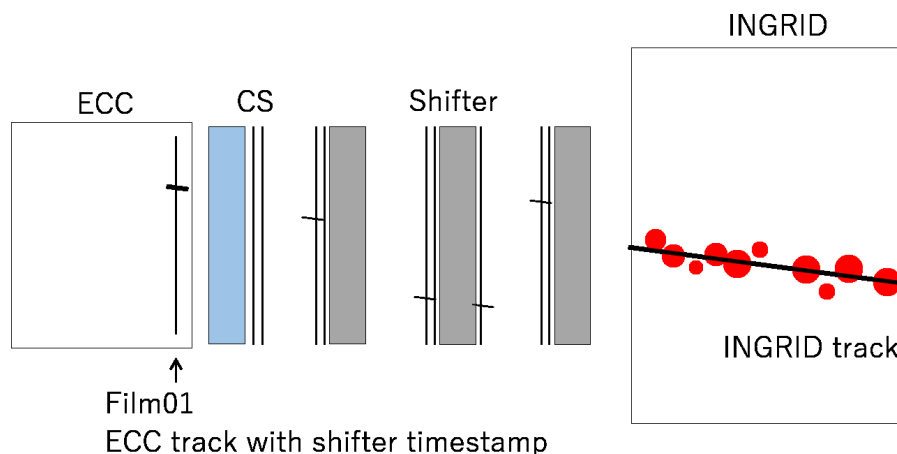 INGRID
ECC
CS
Shifter
INGRID track
Film01
ECC track with shifter timestamp